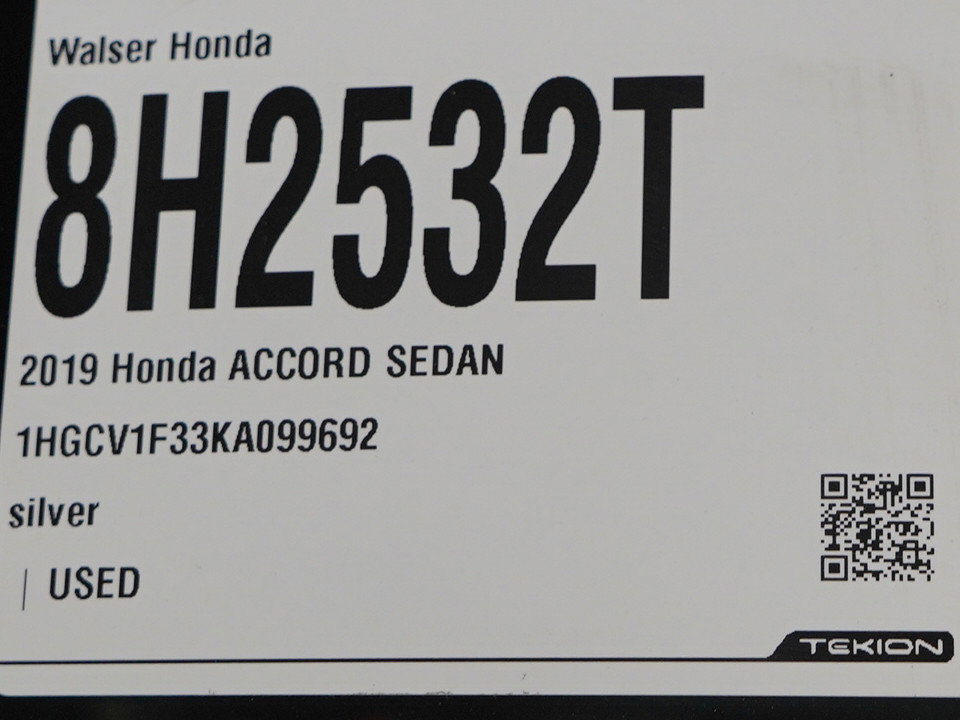 Walser Honda
8H2532T
2019 Honda ACCORD SEDAN
1HGCV1F33KA099692
silver
| USED
TEKION